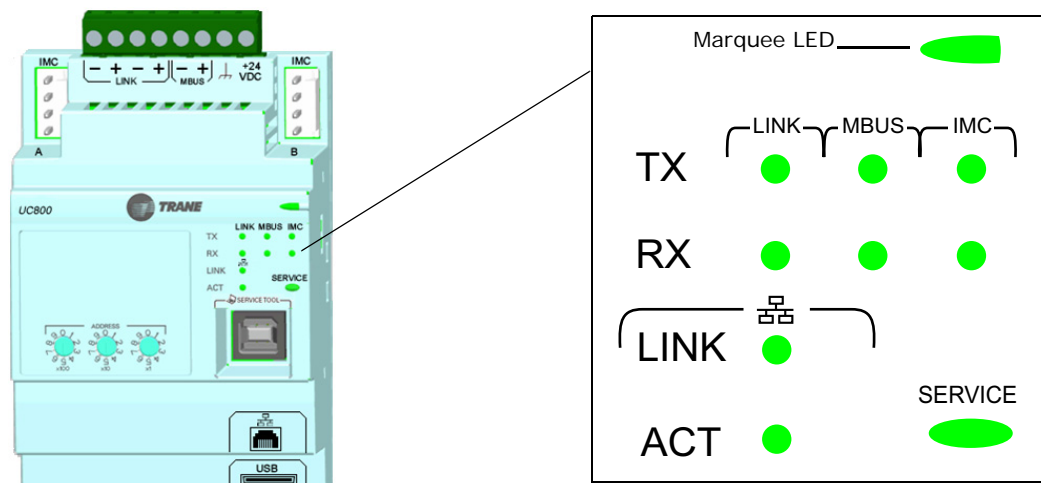 IMC
IMC
− + − +
− +
+24
VDC
LINK
MBUS
A
B
UC800
TRANE
LINK MBUS IMC
TX
RX
LINK
ACT
SERVICE
SERVICE TOOL
ADDRESS
x100
x10
x1
USB
Marquee LED
LINK
MBUS
IMC
TX
RX
LINK
SERVICE
ACT